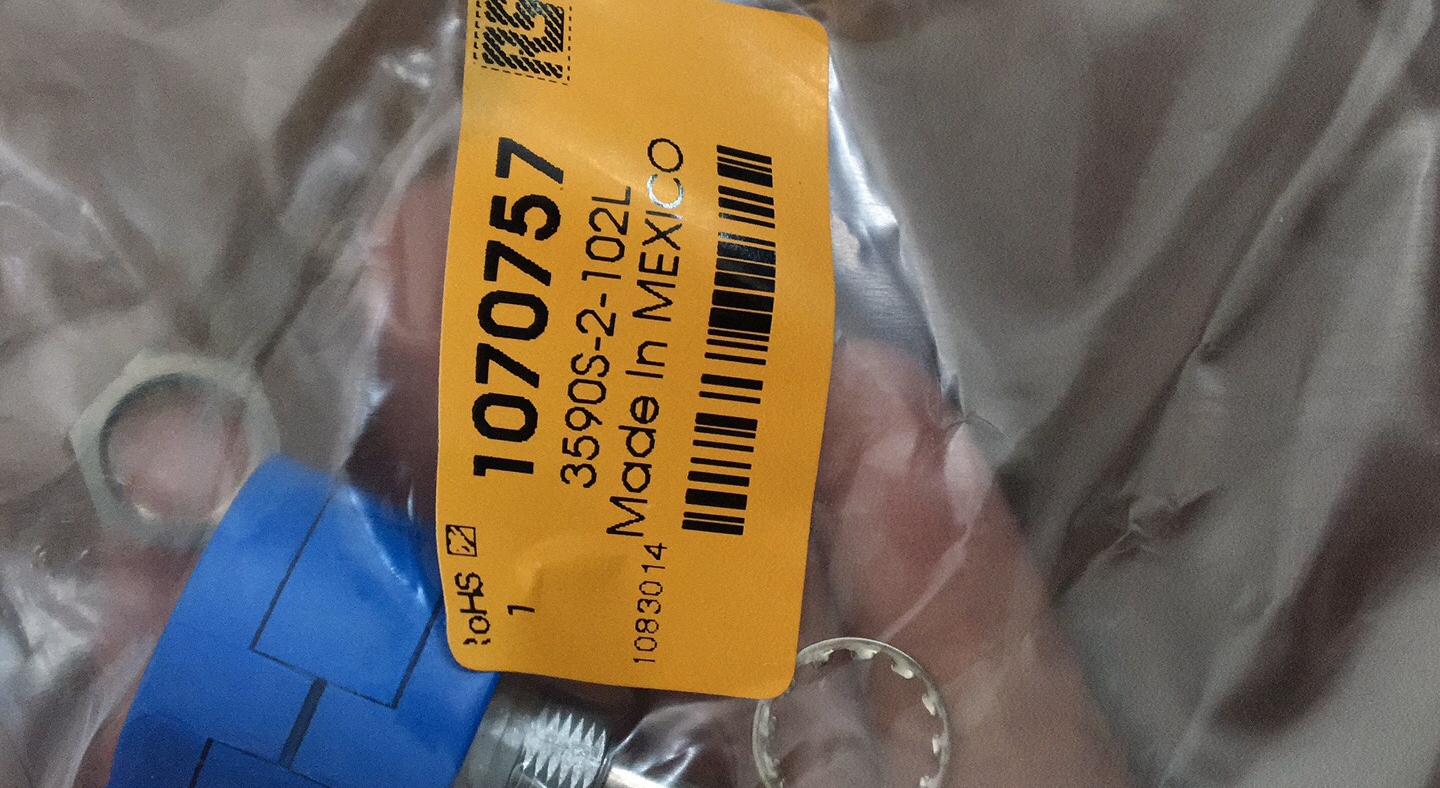 1070757
3590S-2-102L
Made In MEXICO
RoHS
1
1083014